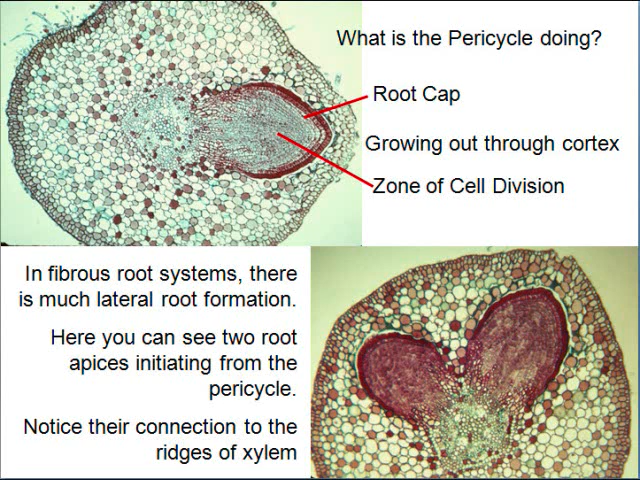 What is the Pericycle doing?
Root Cap
Growing out through cortex
Zone of Cell Division
In fibrous root systems, there
is much lateral root formation.
Here you can see two root
apices initiating from the
pericycle.
Notice their connection to the
ridges of xylem